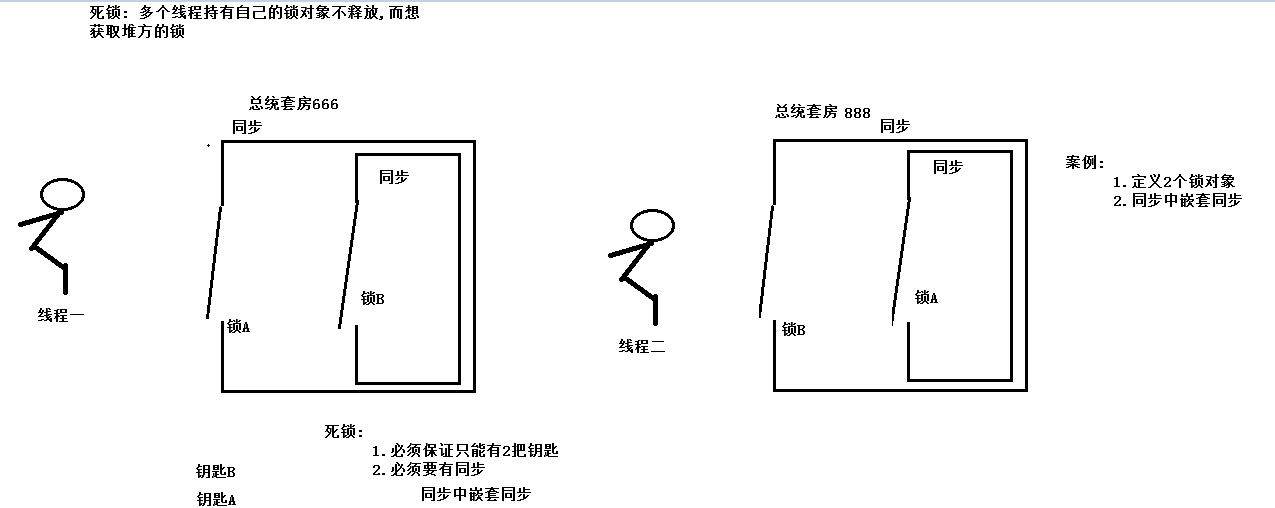 死锁: 多个线程持有自己的锁对象不释放,而想
获取堆方的锁
总统套房666
同步
同步
锁B
锁A
线程一
总统套房 888
同步
同步
锁A
锁B
线程二
案例:
1.定义2个锁对象
2.同步中嵌套同步
死锁:
1.必须保证只能有2把钥匙
2.必须要有同步
同步中嵌套同步
钥匙B
钥匙A